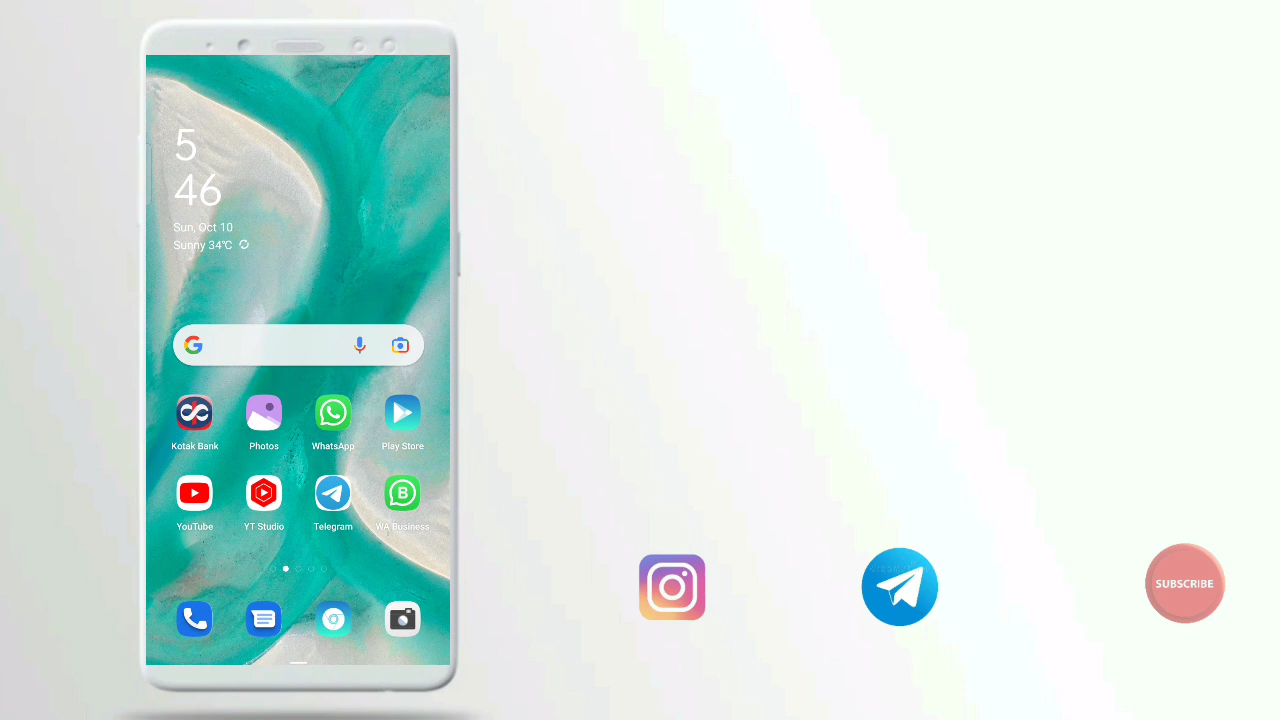 5
46
Sun, Oct 10
Sunny 34°C
Kotak Bank Photos WhatsApp Play Store
YouTube YT Studio Telegram WA Business
SUBSCRIBE